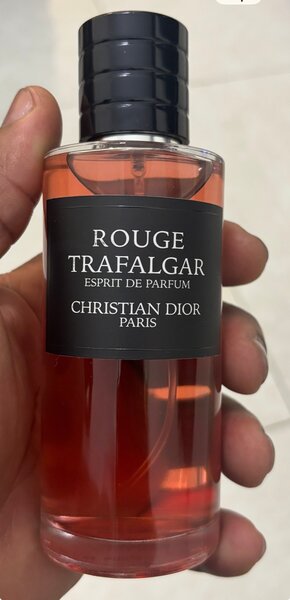 ROUGE
TRAFALGAR
ESPRIT DE PARFUM
CHRISTIAN DIOR
PARIS